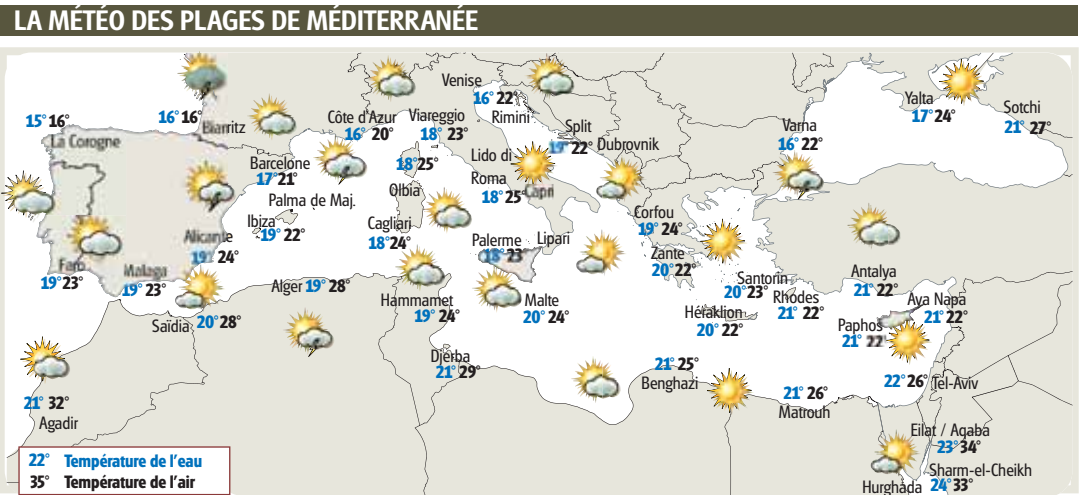 LA MÉTÉO DES PLAGES DE MÉDITERRANÉE
15° 16°
La Corogne
16° 16°
Biarritz
Côte d'Azur
16° 20°
Viareggio
18° 23°
Venise
16° 22°
Rimini
Split
19° 22°
Dubrovnik
Varna
16° 22°
Yalta
17° 24°
Sotchi
21° 27°
Barcelone
17° 21°
Palma de Maj.
Ibiza
19° 22°
18° 25°
Olbia
Lido di
Roma
18° 25°
Capri
Cagliari
18° 24°
Palerme
18° 23°
Lipari
Corfou
19° 24°
Zante
20° 22°
Alicante
19° 24°
Faro
19° 23°
Malaga
19° 23°
Saïdia
20° 28°
Alger 19° 28°
Hammamet
19° 24°
Malte
20° 24°
Santorin
20° 23°
Héraklion
20° 22°
Rhodes
21° 22°
Antalya
21° 22°
Aya Napa
21° 22°
Paphos
21° 22°
Djerba
21° 29°
21° 25°
Benghazi
21° 26°
Matrouh
22° 26° Tel-Aviv
21° 32°
Agadir
Eilat / Aqaba
23° 34°
Sharm-el-Cheikh
Hurghada 24° 33°
22° Température de l'eau
35° Température de l'air